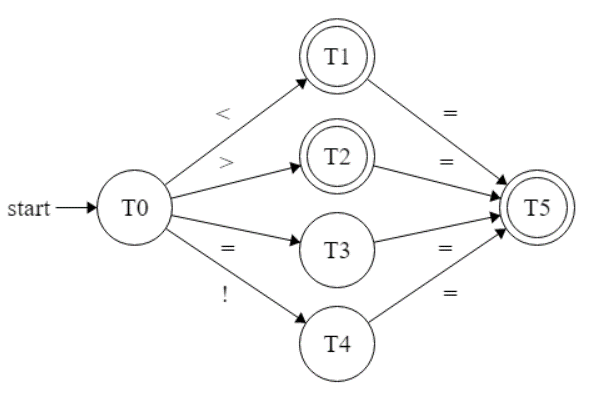 T1
< =
> =
T2
start T0 T5
T3
= =
! =
T4